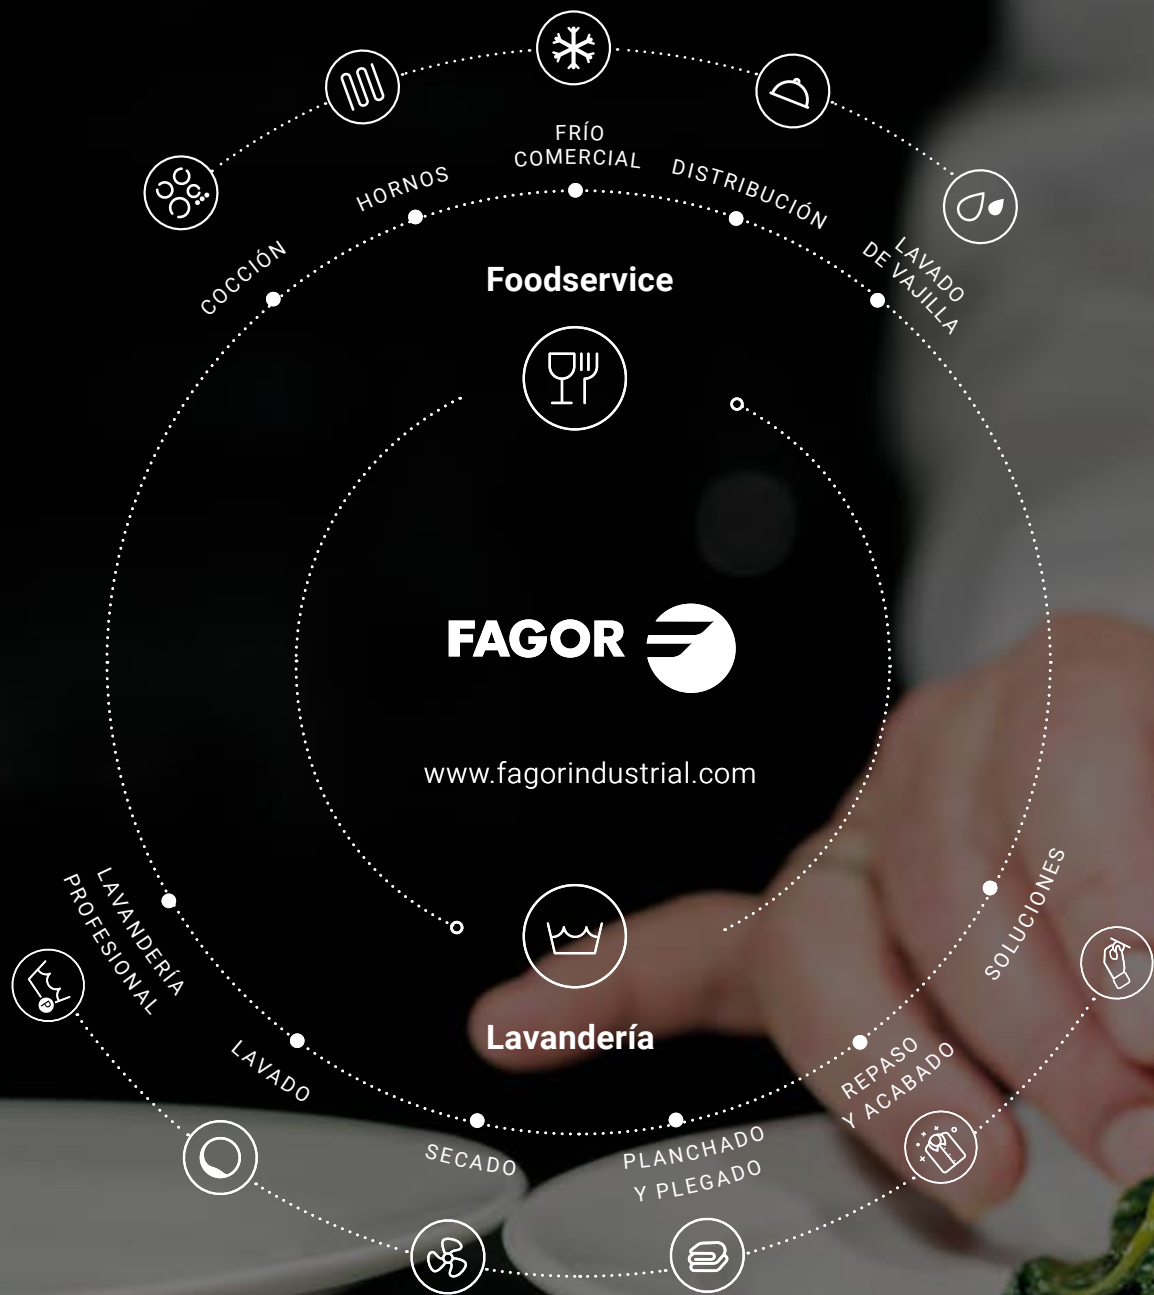 FRÍO
COMERCIAL
HORNOS
DISTRIBUCIÓN
COCCIÓN
LAVADO
DE VAJILLA
Foodservice
FAGOR
www.fagorindustrial.com
LAVANDERÍA
PROFESIONAL
SOLUCIONES
Lavandería
LAVADO
REPASO
Y ACABADO
SECADO
PLANCHADO
Y PLEGADO
P